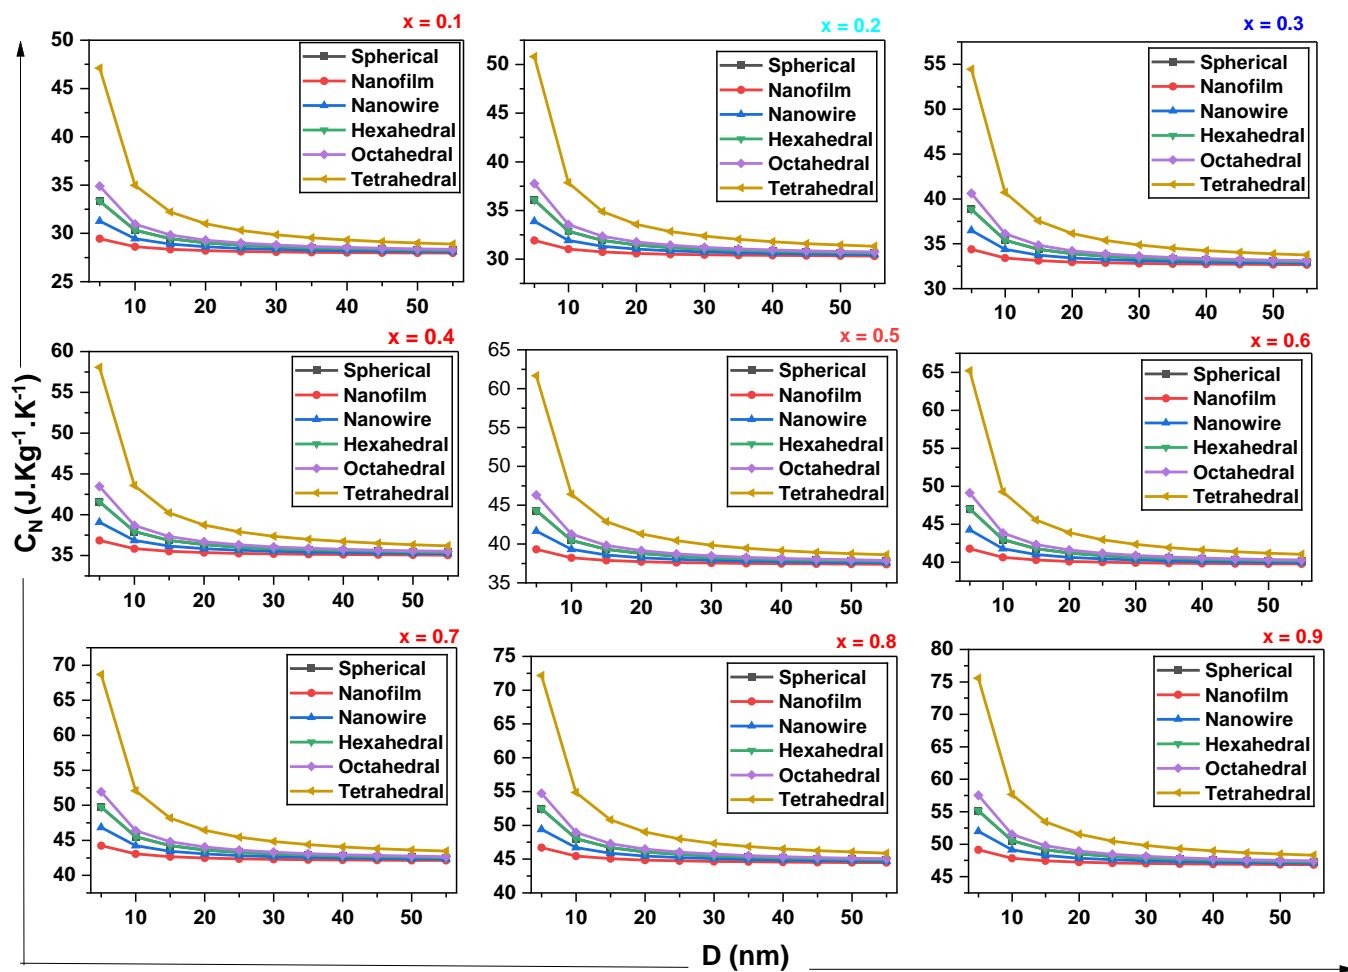 x = 0.1
50
45
40
35
30
25
10 20 30 40 50
Spherical
Nanofilm
Nanowire
Hexahedral
Octahedral
Tetrahedral
x = 0.2
50
45
40
35
30
10 20 30 40 50
Spherical
Nanofilm
Nanowire
Hexahedral
Octahedral
Tetrahedral
x = 0.3
55
50
45
40
35
30
10 20 30 40 50
Spherical
Nanofilm
Nanowire
Hexahedral
Octahedral
Tetrahedral
C_N (J.Kg⁻¹.K⁻¹)
x = 0.4
60
55
50
45
40
35
10 20 30 40 50
Spherical
Nanofilm
Nanowire
Hexahedral
Octahedral
Tetrahedral
x = 0.5
65
60
55
50
45
40
35
10 20 30 40 50
Spherical
Nanofilm
Nanowire
Hexahedral
Octahedral
Tetrahedral
x = 0.6
65
60
55
50
45
40
10 20 30 40 50
Spherical
Nanofilm
Nanowire
Hexahedral
Octahedral
Tetrahedral
x = 0.7
70
65
60
55
50
45
40
10 20 30 40 50
Spherical
Nanofilm
Nanowire
Hexahedral
Octahedral
Tetrahedral
x = 0.8
75
70
65
60
55
50
45
40
10 20 30 40 50
Spherical
Nanofilm
Nanowire
Hexahedral
Octahedral
Tetrahedral
x = 0.9
80
75
70
65
60
55
50
45
10 20 30 40 50
Spherical
Nanofilm
Nanowire
Hexahedral
Octahedral
Tetrahedral
D (nm)